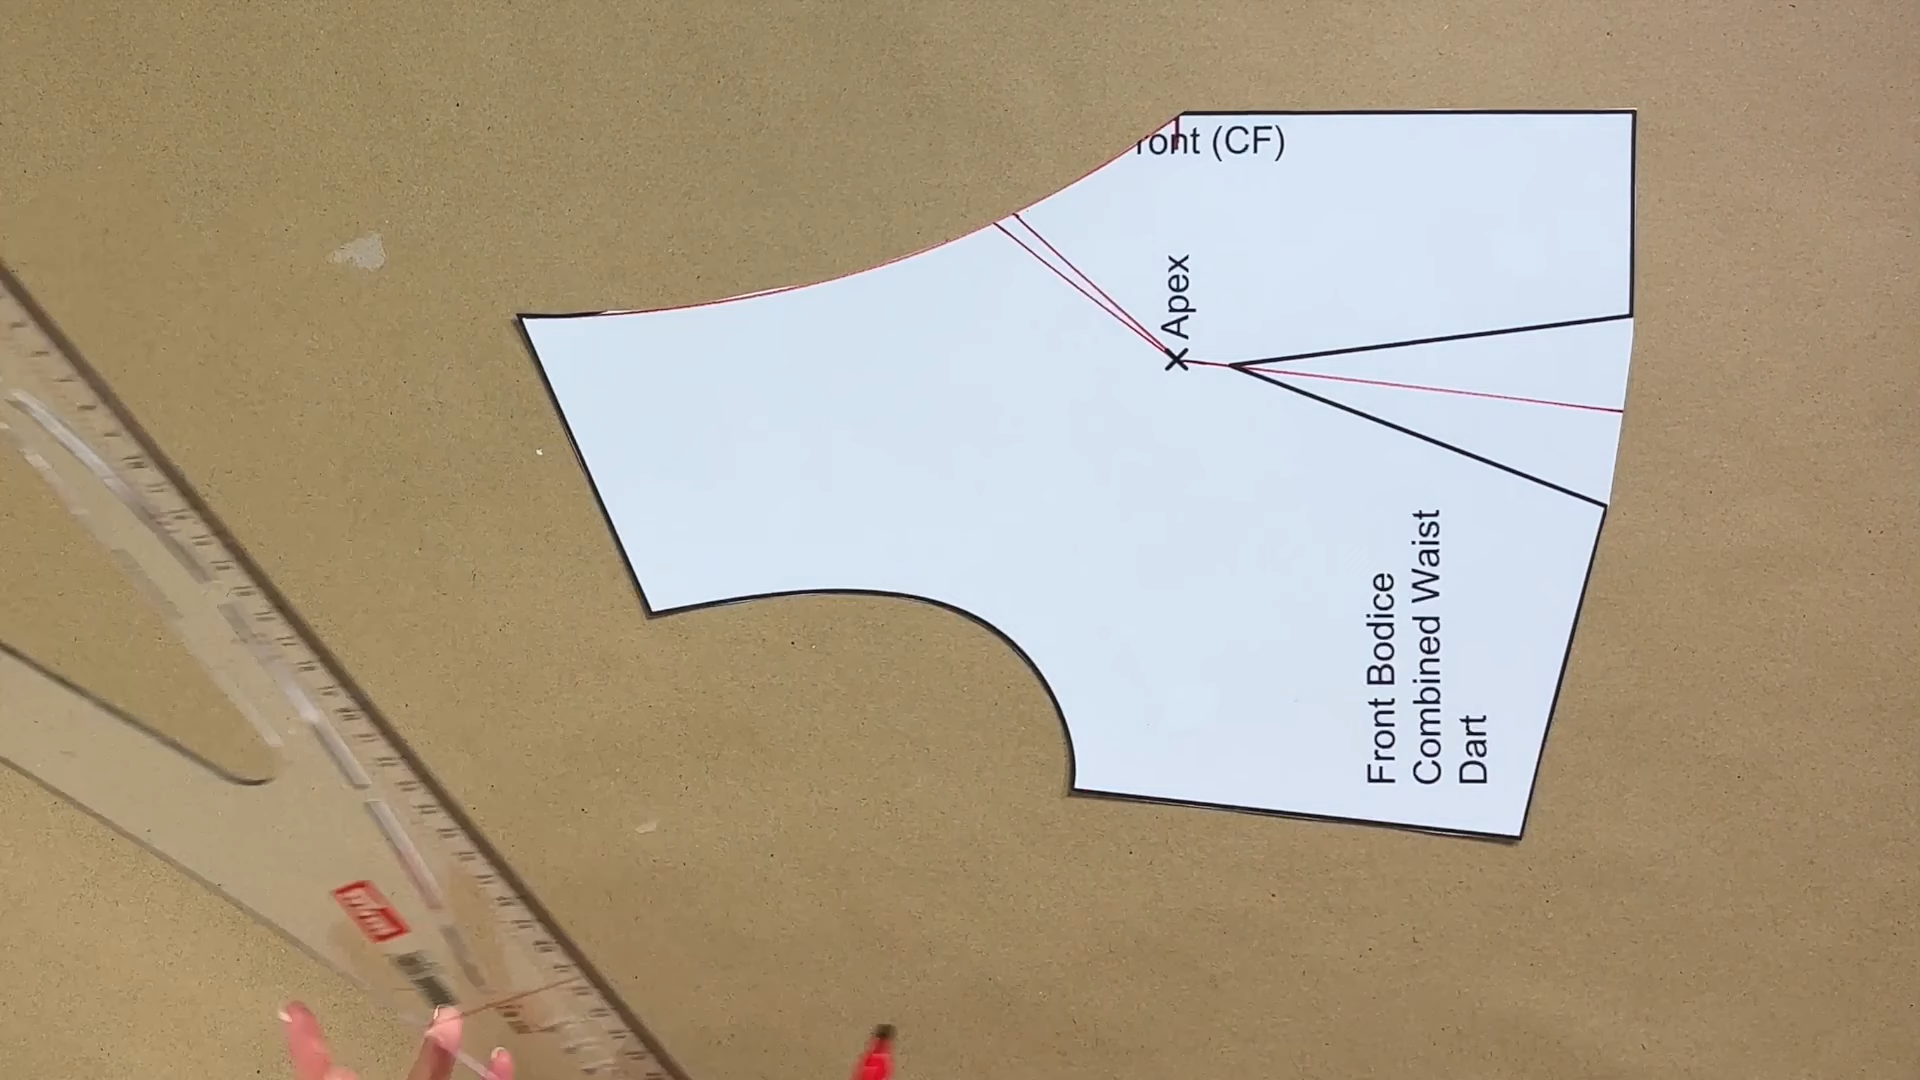 ront (CF)
Apex
Front Bodice
Combined Waist
Dart